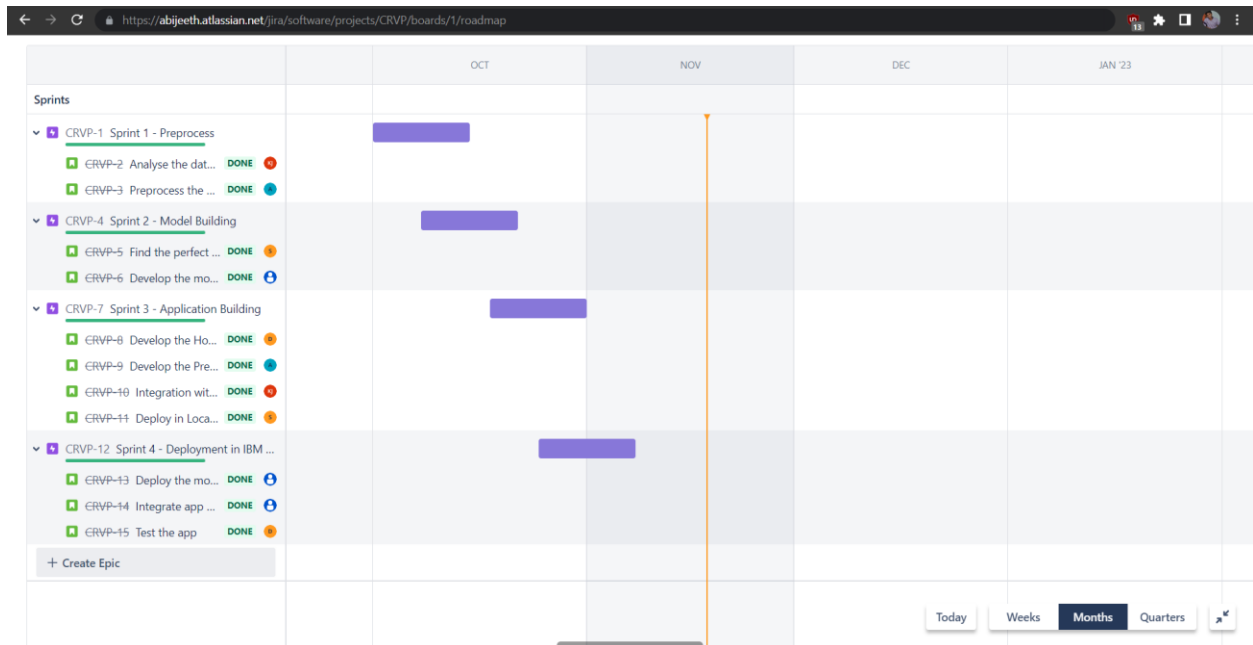 https://abijeeth.atlassian.net/jira/software/projects/CRVP/boards/1/roadmap
13
OCT NOV DEC JAN '23
Sprints
CRVP-1 Sprint 1 - Preprocess
CRVP-2 Analyse the dat... DONE KJ
CRVP-3 Preprocess the ... DONE
CRVP-4 Sprint 2 - Model Building
CRVP-5 Find the perfect ... DONE S
CRVP-6 Develop the mo... DONE
CRVP-7 Sprint 3 - Application Building
CRVP-8 Develop the Ho... DONE D
CRVP-9 Develop the Pre... DONE
CRVP-10 Integration wit... DONE KJ
CRVP-11 Deploy in Loca... DONE S
CRVP-12 Sprint 4 - Deployment in IBM ...
CRVP-13 Deploy the mo... DONE
CRVP-14 Integrate app ... DONE
CRVP-15 Test the app DONE D
+ Create Epic
Today Weeks Months Quarters